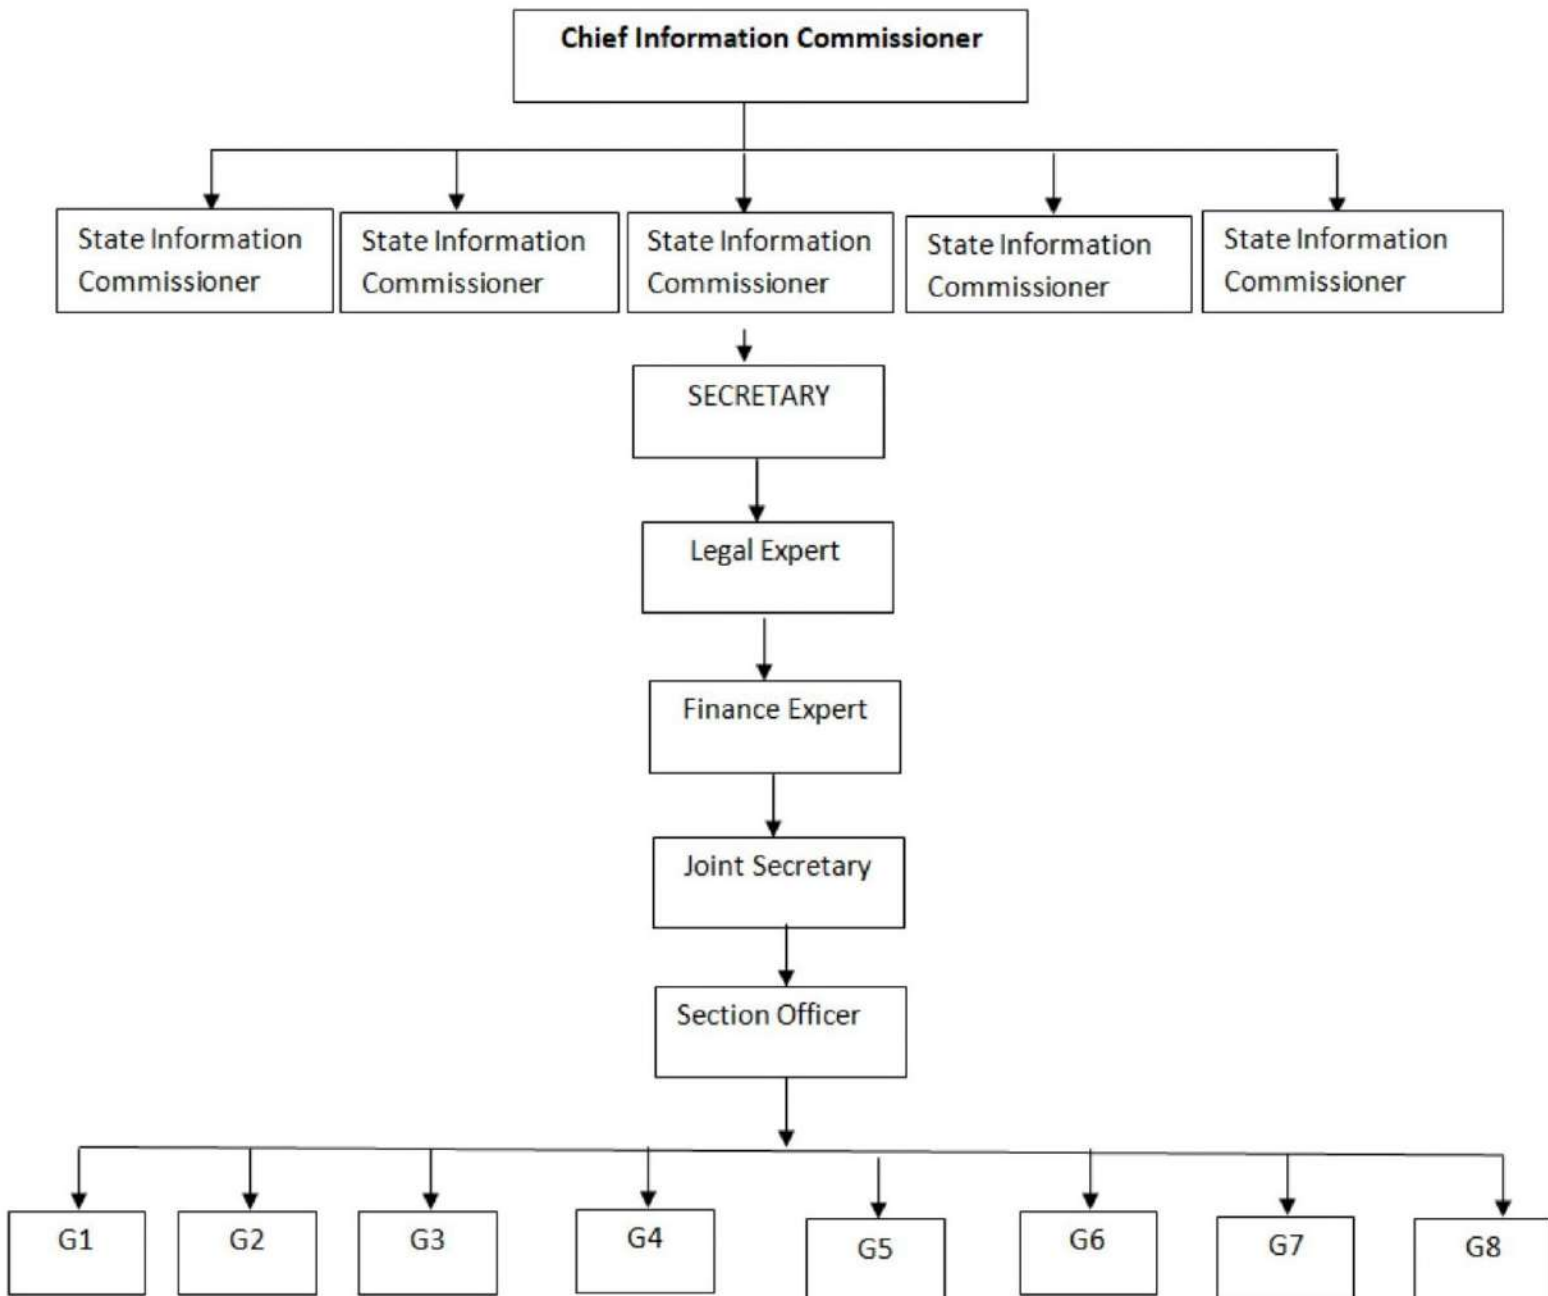 Chief Information Commissioner
State Information
Commissioner
State Information
Commissioner
State Information
Commissioner
State Information
Commissioner
State Information
Commissioner
SECRETARY
Legal Expert
Finance Expert
Joint Secretary
Section Officer
G1
G2
G3
G4
G5
G6
G7
G8